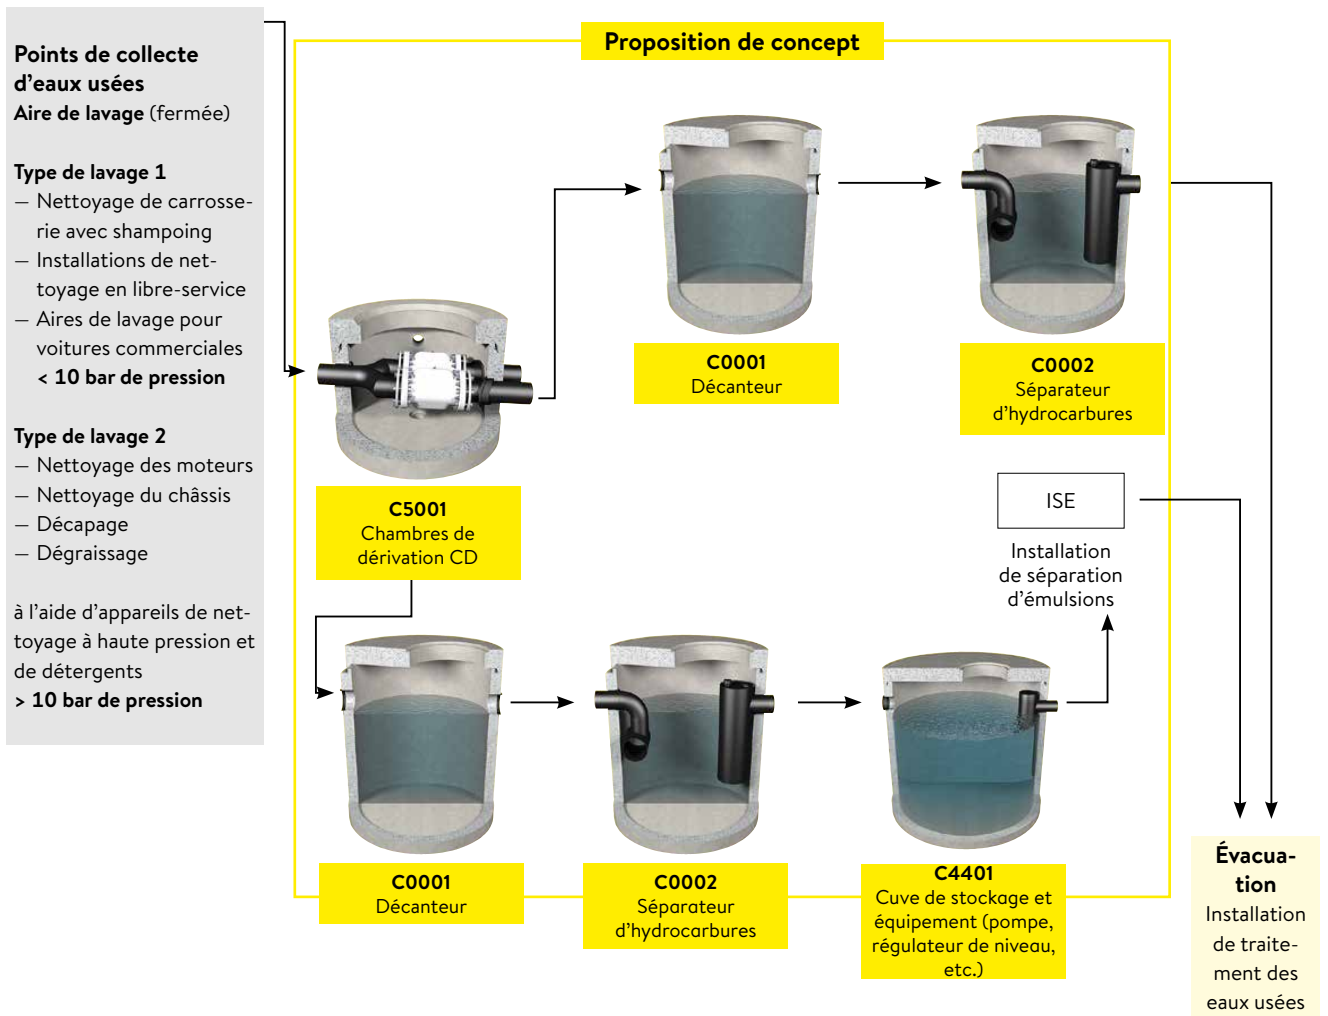 Points de collecte
d'eaux usées
Aire de lavage (fermée)
Type de lavage 1
— Nettoyage de carrosse-
rie avec shampoing
— Installations de net-
toyage en libre-service
— Aires de lavage pour
voitures commerciales
< 10 bar de pression
Type de lavage 2
— Nettoyage des moteurs
— Nettoyage du châssis
— Décapage
— Dégraissage
à l'aide d'appareils de net-
toyage à haute pression et
de détergents
> 10 bar de pression
Proposition de concept
C0001
Décanteur
C0002
Séparateur
d'hydrocarbures
C5001
Chambres de
dérivation CD
ISE
Installation
de séparation
d'émulsions
C0001
Décanteur
C0002
Séparateur
d'hydrocarbures
C4401
Cuve de stockage et
équipement (pompe,
régulateur de niveau,
etc.)
Évacua-
tion
Installation
de traite-
ment des
eaux usées